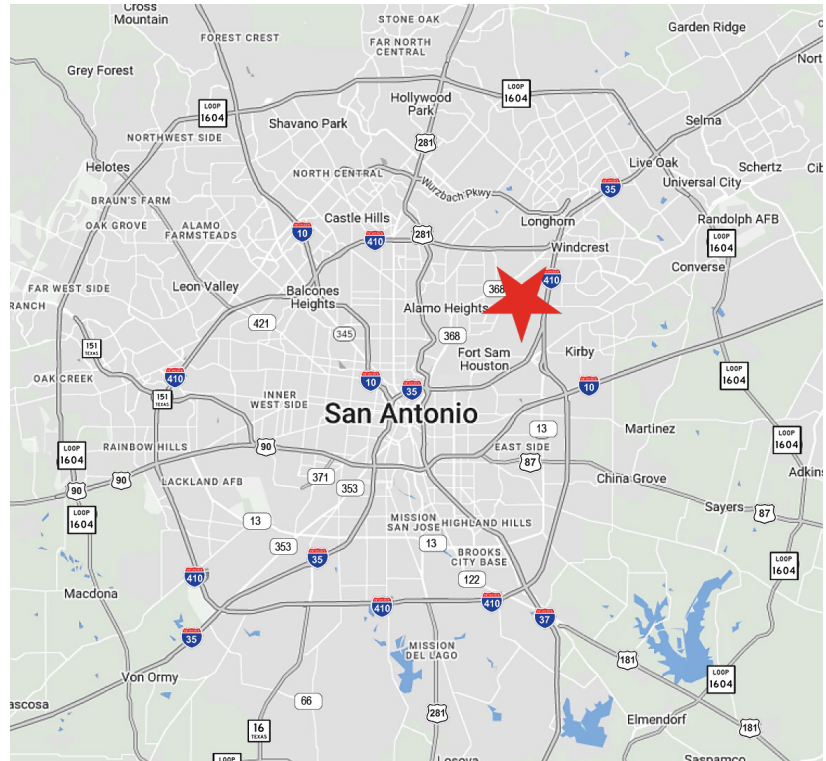 Cross
Mountain
STONE OAK
Garden Ridge
FOREST CREST
FAR NORTH
CENTRAL
Grey Forest
LOOP
1604
Hollywood
Park
LOOP
1604
Shavano Park
Selma
NORTHWEST SIDE
281
Helotes
NORTH CENTRAL
Live Oak
Schertz
Wurzbach Pkwy
35
Universal City
BRAUN'S FARM
OAK GROVE
ALAMO
FARMSTEADS
Castle Hills
Longhorn
Randolph AFB
10
410
281
Windcrest
LOOP
1604
Converse
FAR WEST SIDE
RANCH
Leon Valley
Balcones
Heights
368
410
Alamo Heights
421
345
368
151
TEXAS
Fort Sam
Houston
Kirby
OAK CREEK
410
10
35
10
LOOP
1604
151
TEXAS
INNER
WEST SIDE
San Antonio
13
Martinez
LOOP
1604
RAINBOW HILLS
90
EAST SIDE
87
LOOP
1604
90
90
LACKLAND AFB
371
353
China Grove
Sayers
87
LOOP
1604
13
353
MISSION
SAN JOSE
HIGHLAND HILLS
13
35
BROOKS
CITY BASE
122
LOOP
1604
410
Macdona
410
410
37
35
MISSION
DEL LAGO
181
Von Ormy
LOOP
1604
66
281
16
TEXAS
Elmendorf
181
LOOP